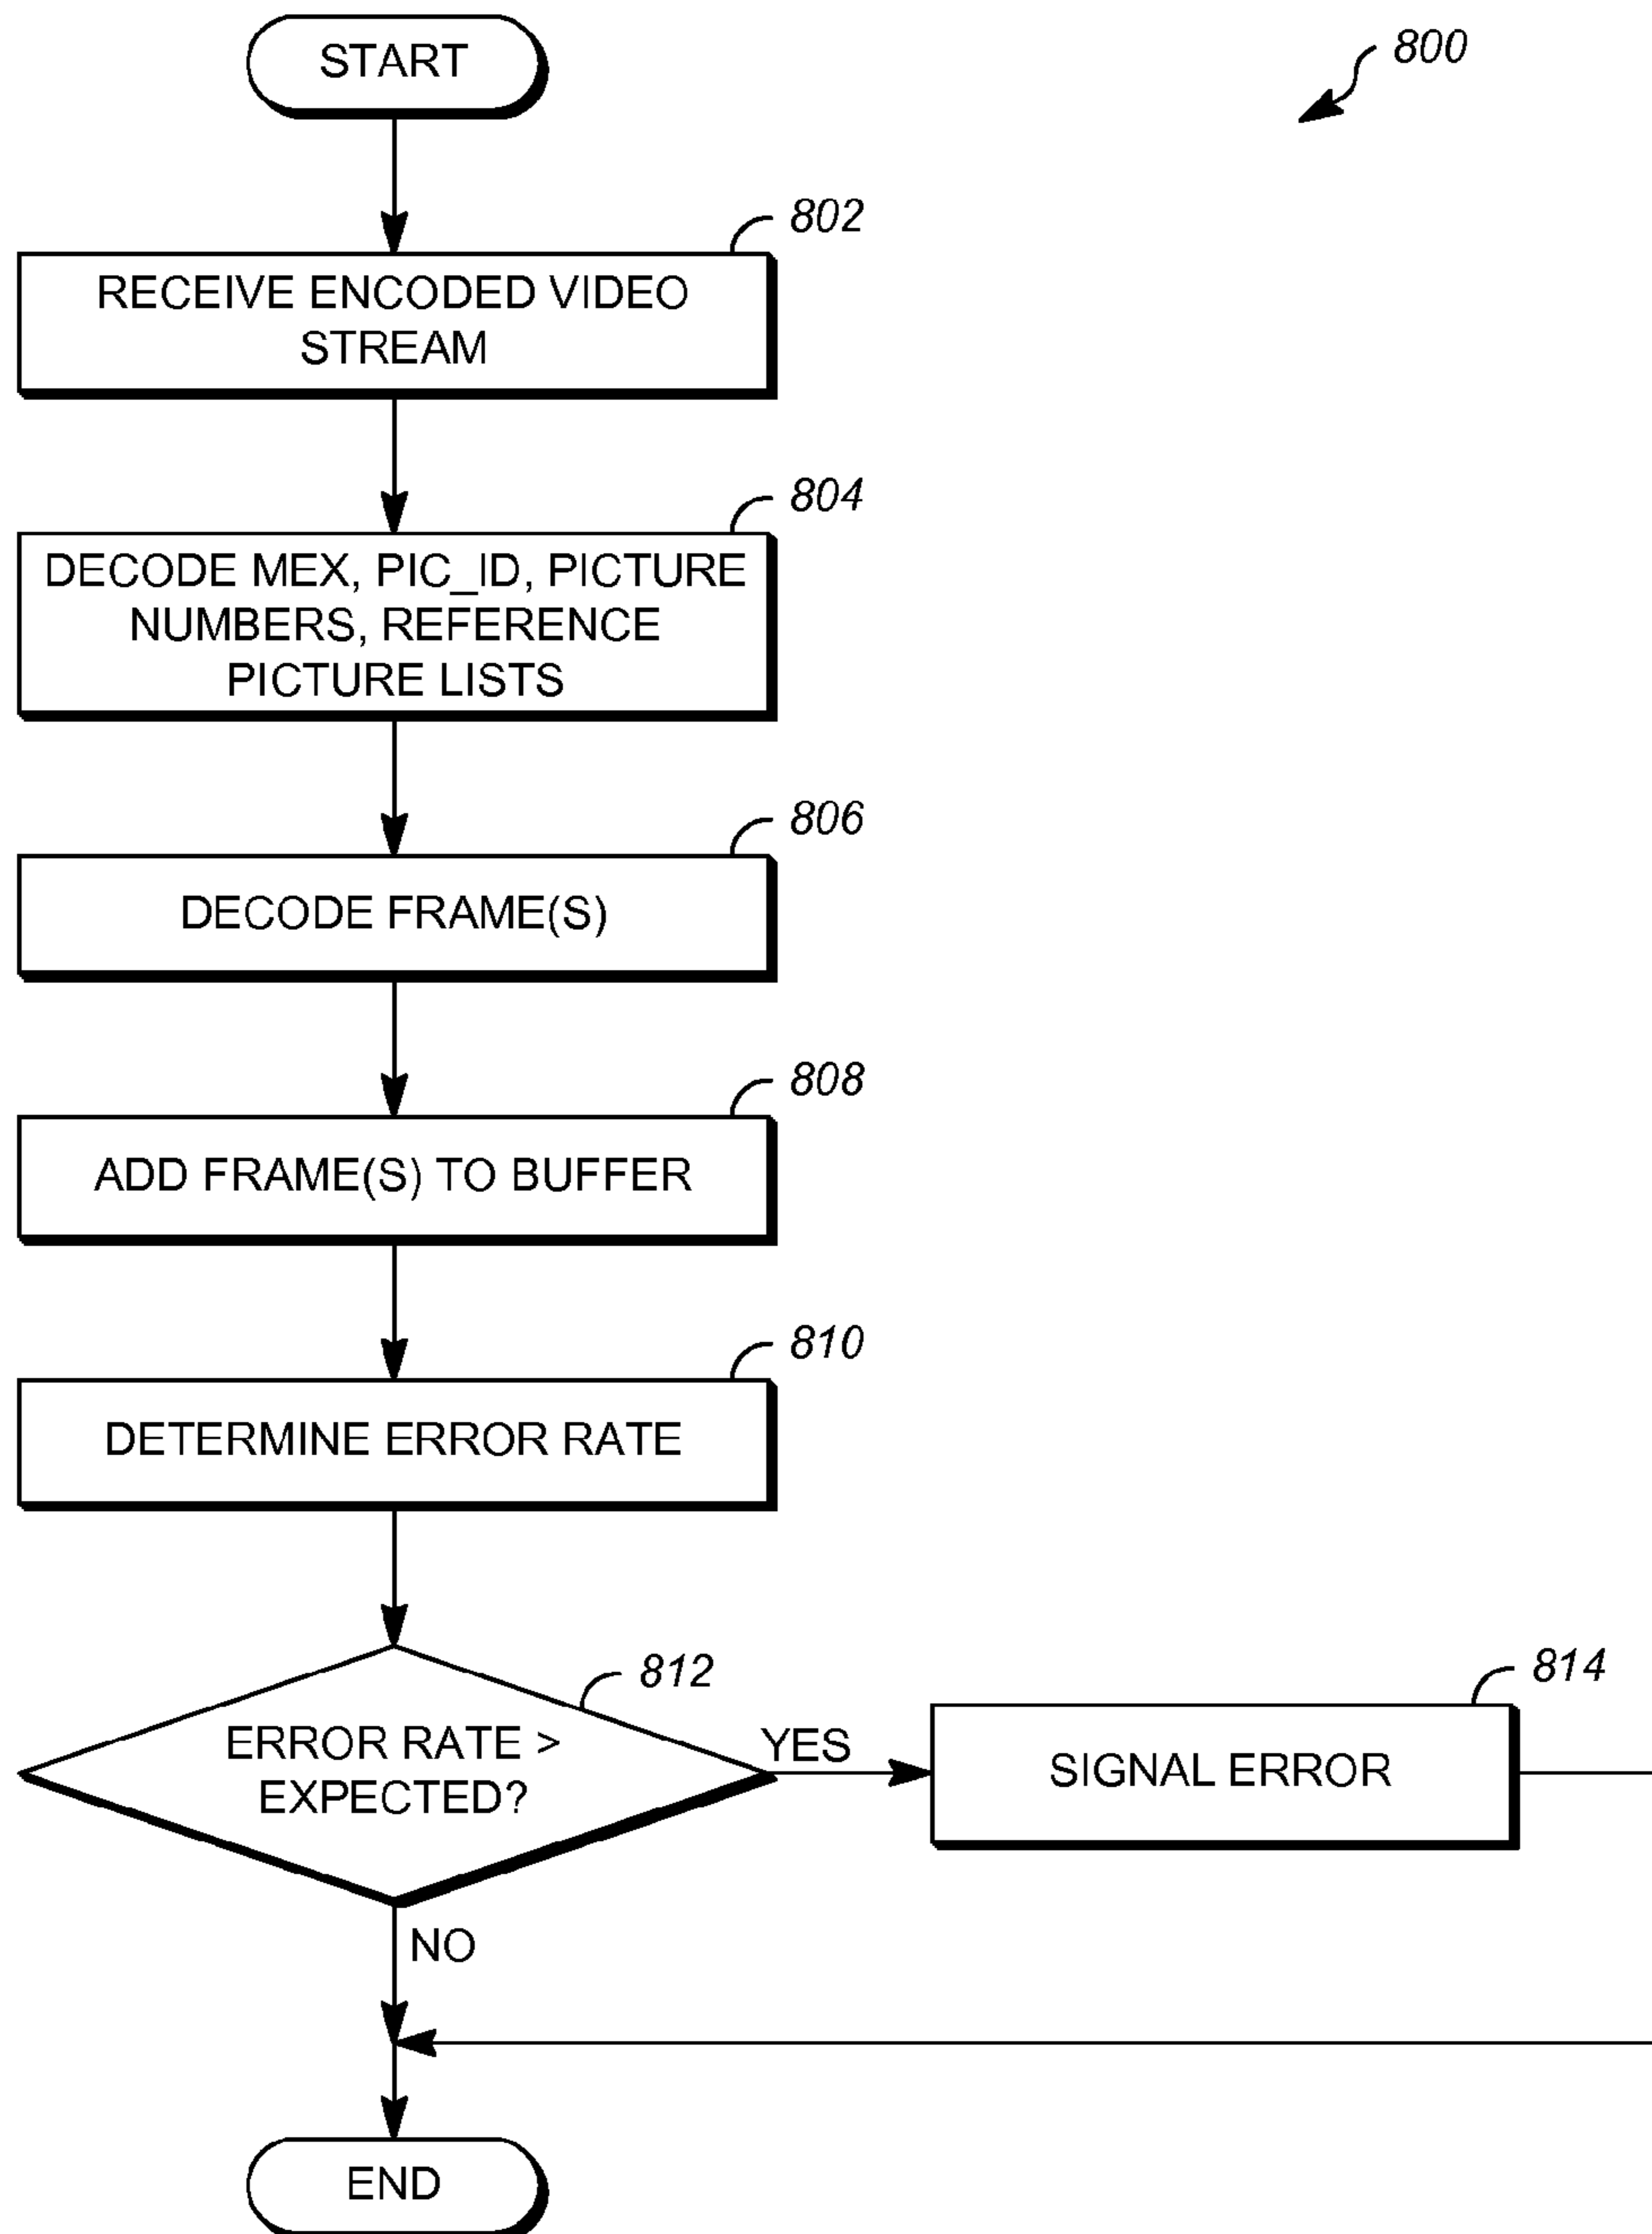 START
800
802
RECEIVE ENCODED VIDEO
STREAM
804
DECODE MEX, PIC_ID, PICTURE
NUMBERS, REFERENCE
PICTURE LISTS
806
DECODE FRAME(S)
808
ADD FRAME(S) TO BUFFER
810
DETERMINE ERROR RATE
812
ERROR RATE >
EXPECTED?
YES
814
SIGNAL ERROR
NO
END